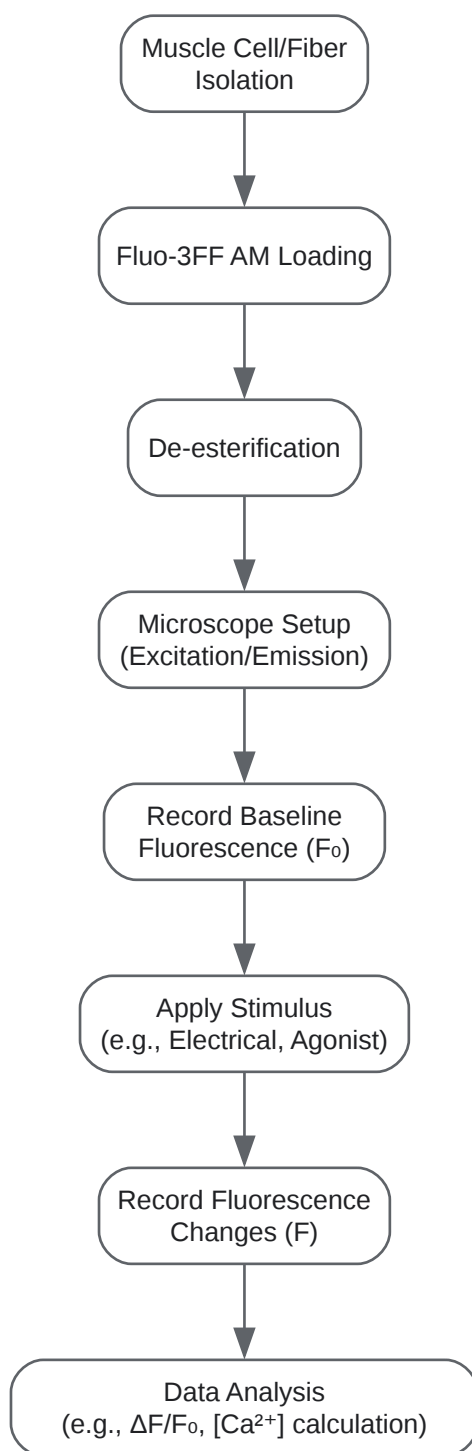 Muscle Cell/Fiber
Isolation
Fluo-3FF AM Loading
De-esterification
Microscope Setup
(Excitation/Emission)
Record Baseline
Fluorescence (F₀)
Apply Stimulus
(e.g., Electrical, Agonist)
Record Fluorescence
Changes (F)
Data Analysis
(e.g., ΔF/F₀, [Ca²⁺] calculation)